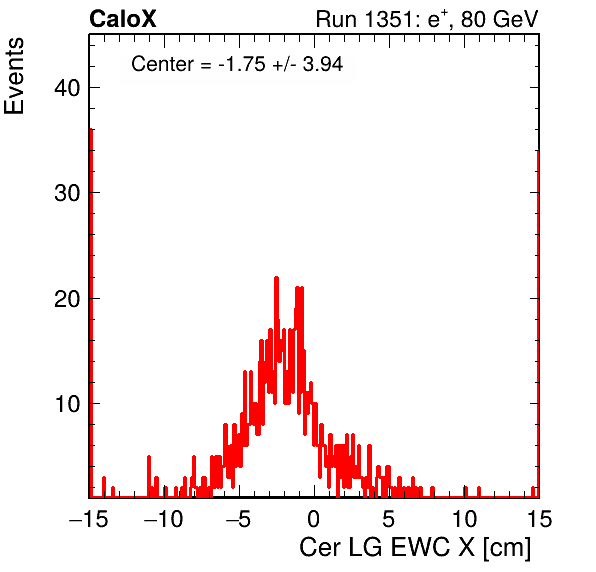 CaloX Run 1351: e⁺, 80 GeV
Center = -1.75 +/- 3.94
Events
40
30
20
10
−15 −10 −5 0 5 10 15
Cer LG EWC X [cm]